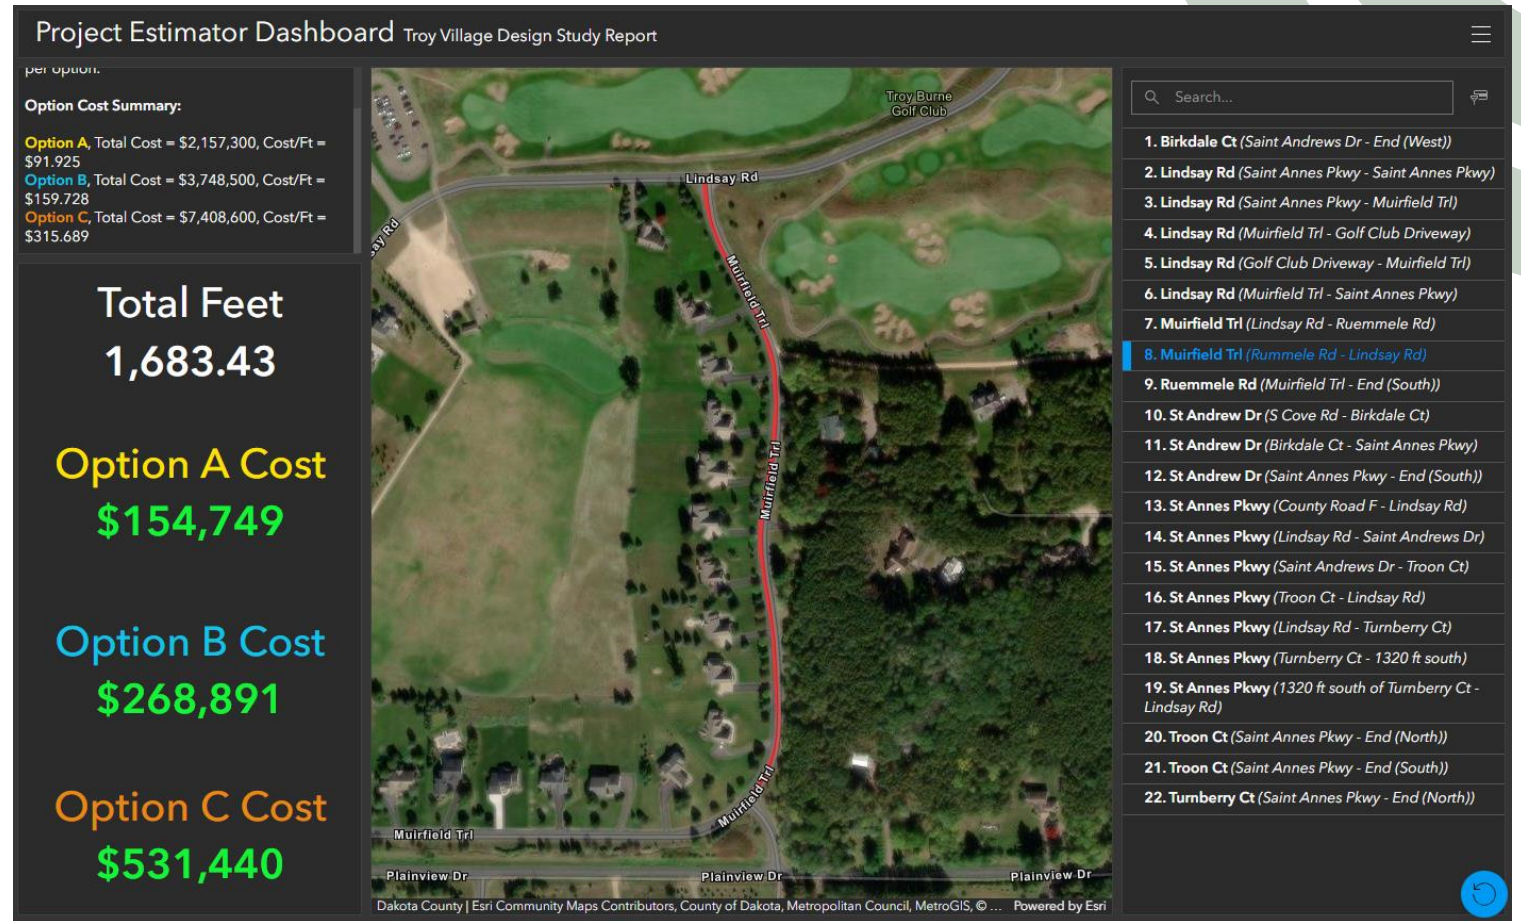 Project Estimator Dashboard Troy Village Design Study Report
per option.
Option Cost Summary:
Option A, Total Cost = $2,157,300, Cost/Ft =
$91.925
Option B, Total Cost = $3,748,500, Cost/Ft =
$159.728
Option C, Total Cost = $7,408,600, Cost/Ft =
$315.689
Total Feet
1,683.43
Option A Cost
$154,749
Option B Cost
$268,891
Option C Cost
$531,440
Troy Burne
Golf Club
Lindsay Rd
say Rd
Muirfield Trl
Muirfield Trl
Muirfield Trl
Muirfield Trl
Plainview Dr
Plainview Dr
Plainview Dr
Dakota County | Esri Community Maps Contributors, County of Dakota, Metropolitan Council, MetroGIS, © ... Powered by Esri
Search...
1. Birkdale Ct (Saint Andrews Dr - End (West))
2. Lindsay Rd (Saint Annes Pkwy - Saint Annes Pkwy)
3. Lindsay Rd (Saint Annes Pkwy - Muirfield Trl)
4. Lindsay Rd (Muirfield Trl - Golf Club Driveway)
5. Lindsay Rd (Golf Club Driveway - Muirfield Trl)
6. Lindsay Rd (Muirfield Trl - Saint Annes Pkwy)
7. Muirfield Trl (Lindsay Rd - Ruemmele Rd)
8. Muirfield Trl (Rummele Rd - Lindsay Rd)
9. Ruemmele Rd (Muirfield Trl - End (South))
10. St Andrew Dr (S Cove Rd - Birkdale Ct)
11. St Andrew Dr (Birkdale Ct - Saint Annes Pkwy)
12. St Andrew Dr (Saint Annes Pkwy - End (South))
13. St Annes Pkwy (County Road F - Lindsay Rd)
14. St Annes Pkwy (Lindsay Rd - Saint Andrews Dr)
15. St Annes Pkwy (Saint Andrews Dr - Troon Ct)
16. St Annes Pkwy (Troon Ct - Lindsay Rd)
17. St Annes Pkwy (Lindsay Rd - Turnberry Ct)
18. St Annes Pkwy (Turnberry Ct - 1320 ft south)
19. St Annes Pkwy (1320 ft south of Turnberry Ct -
Lindsay Rd)
20. Troon Ct (Saint Annes Pkwy - End (North))
21. Troon Ct (Saint Annes Pkwy - End (South))
22. Turnberry Ct (Saint Annes Pkwy - End (North))